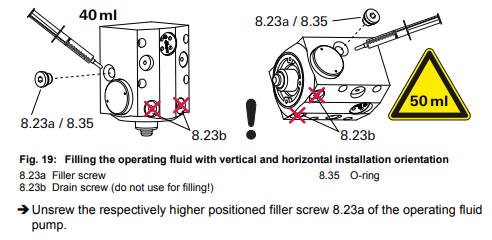 40 ml
8.23a / 8.35
8.23a / 8.35
50 ml
8.23b
8.23b
Fig. 19: Filling the operating fluid with vertical and horizontal installation orientation
8.23a Filler screw 8.35 O-ring
8.23b Drain screw (do not use for filling!)
➔ Unsrew the respectively higher positioned filler screw 8.23a of the operating fluid
pump.